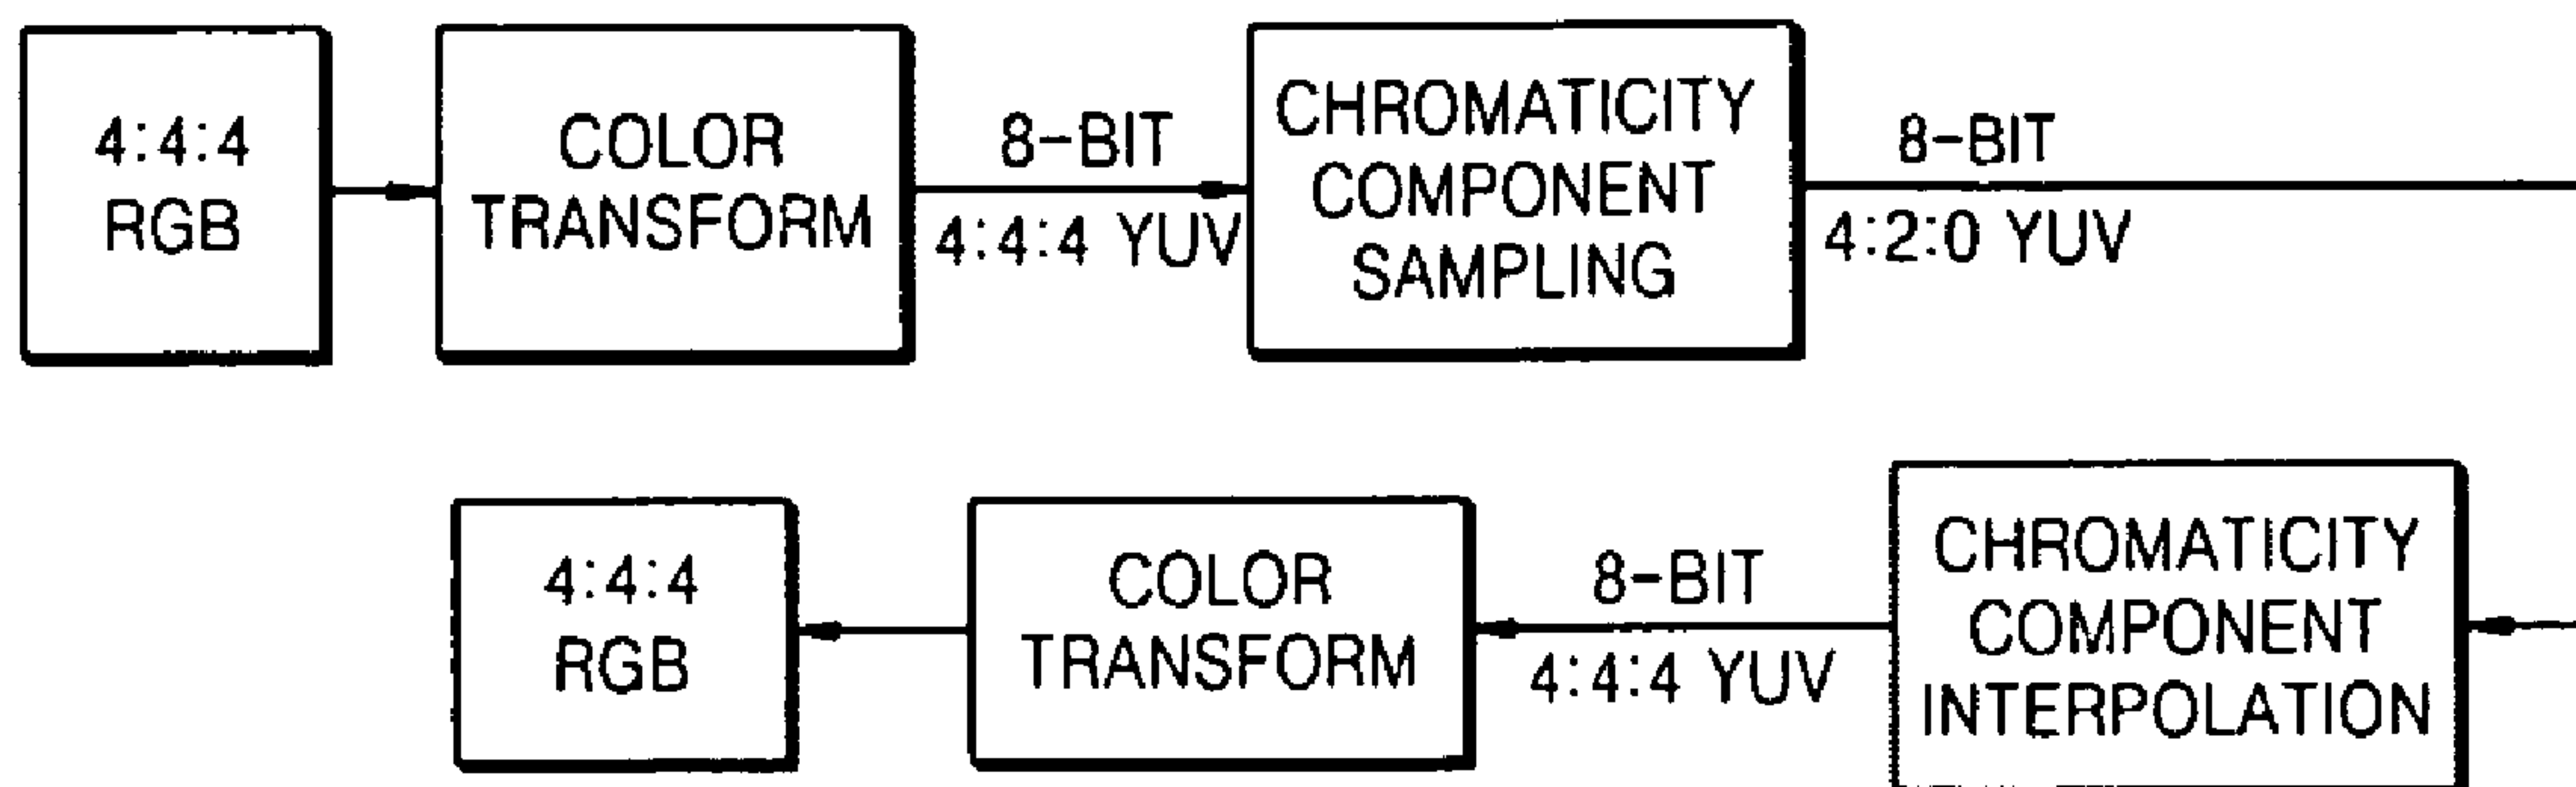 4:4:4
RGB
COLOR
TRANSFORM
8-BIT
4:4:4 YUV
CHROMATICITY
COMPONENT
SAMPLING
8-BIT
4:2:0 YUV
4:4:4
RGB
COLOR
TRANSFORM
8-BIT
4:4:4 YUV
CHROMATICITY
COMPONENT
INTERPOLATION